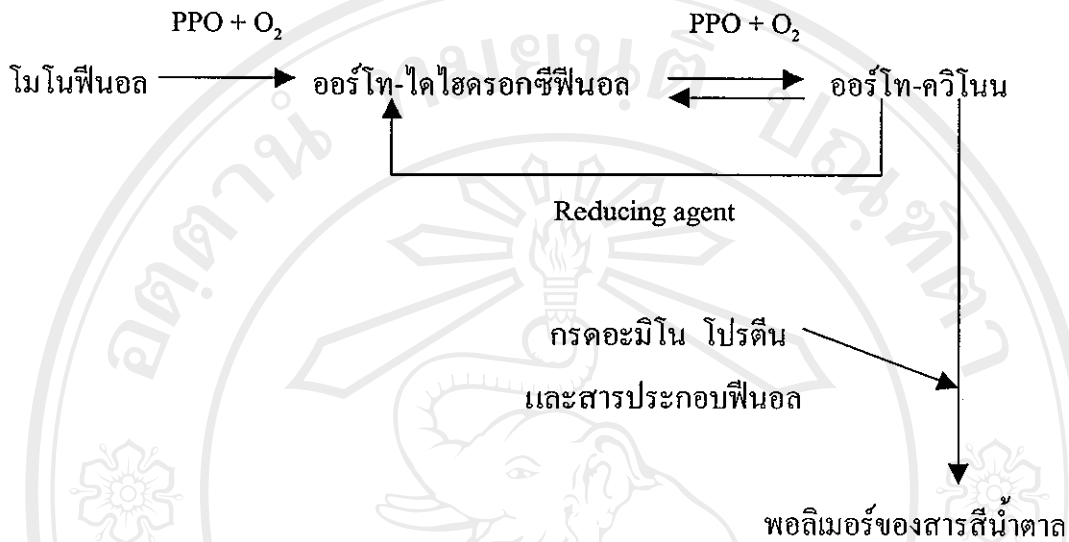 PPO + O₂ PPO + O₂
โมโนฟีนอล ออร์โท-ไดไฮดรอกซีฟีนอล ออร์โท-ควิโนน
Reducing agent
กรดอะมิโน โปรตีน
และสารประกอบฟีนอล
พอลิเมอร์ของสารสีน้ำตาล